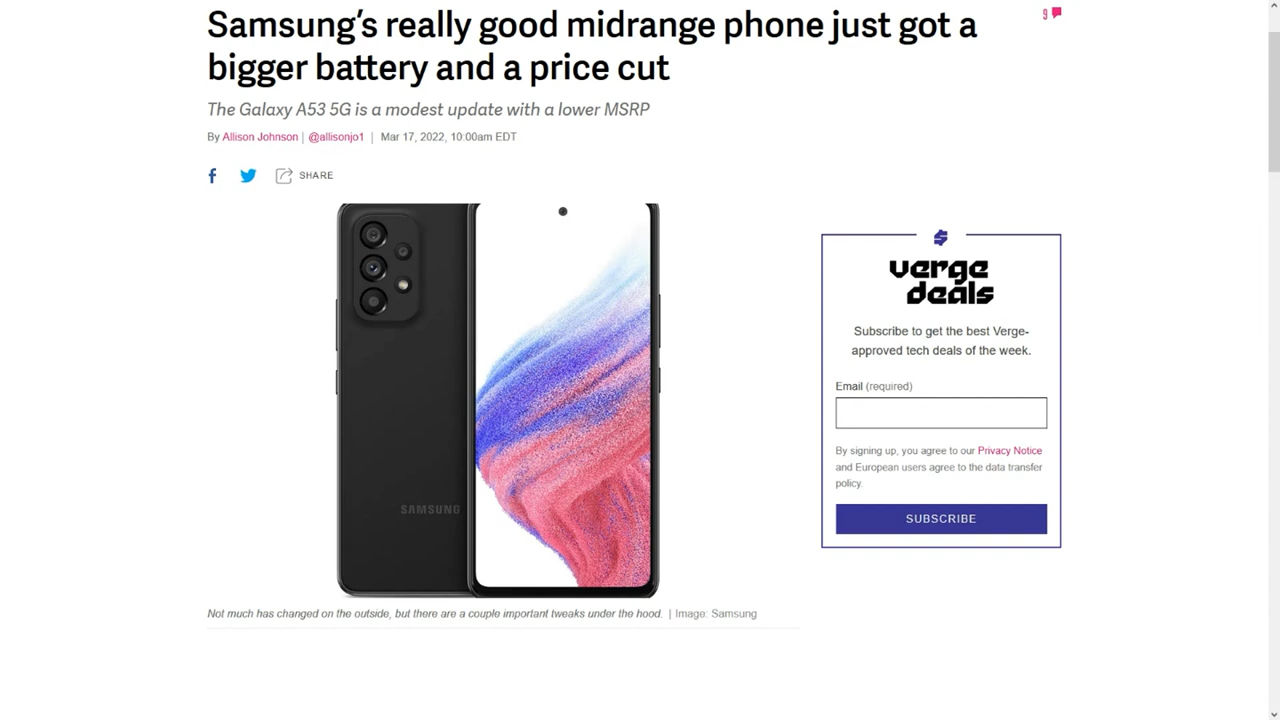 Samsung’s really good midrange phone just got a
bigger battery and a price cut
9
The Galaxy A53 5G is a modest update with a lower MSRP
By Allison Johnson | @allisonjo1 | Mar 17, 2022, 10:00am EDT
SHARE
SAMSUNG
Not much has changed on the outside, but there are a couple important tweaks under the hood. | Image: Samsung
verge
deals
Subscribe to get the best Verge-
approved tech deals of the week.
Email (required)
By signing up, you agree to our Privacy Notice
and European users agree to the data transfer
policy.
SUBSCRIBE